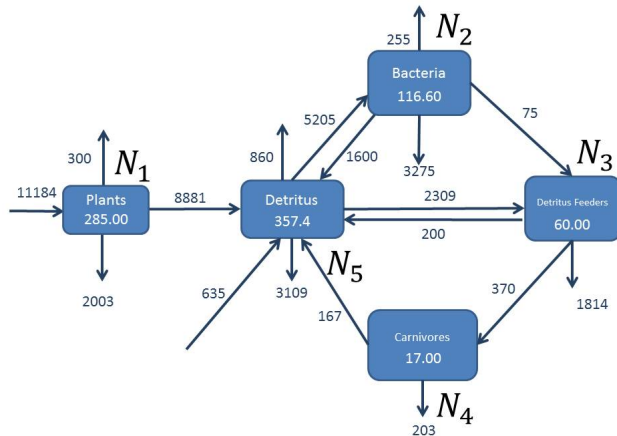 255
N₂
Bacteria
116.60
5205
75
860
1600
3275
300
N₁
N₃
11184
Plants
285.00
8881
Detritus
357.4
2309
200
Detritus Feeders
60.00
2003
635
3109
N₅
167
370
1814
Carnivores
17.00
203
N₄